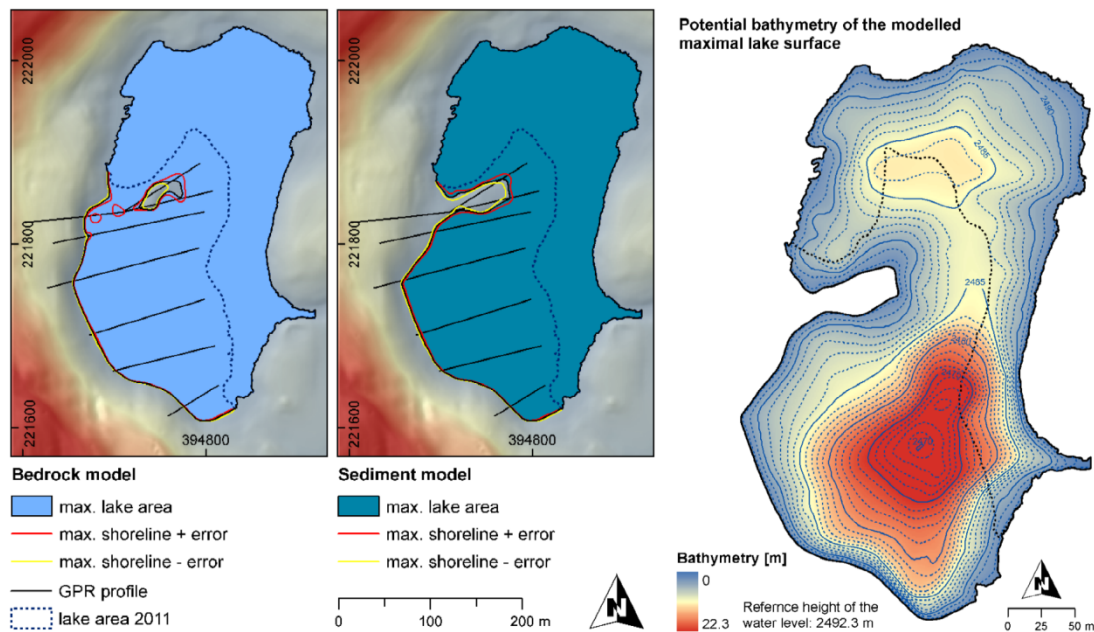 222000
221800
221600
394800
Bedrock model
max. lake area
max. shoreline + error
max. shoreline - error
GPR profile
lake area 2011
394800
Sediment model
max. lake area
max. shoreline + error
max. shoreline - error
0 100 200 m
N
Potential bathymetry of the modelled
maximal lake surface
2490
2485
2485
Bathymetry [m]
0
22.3
Refernce height of the
water level: 2492.3 m
N
0 25 50 m